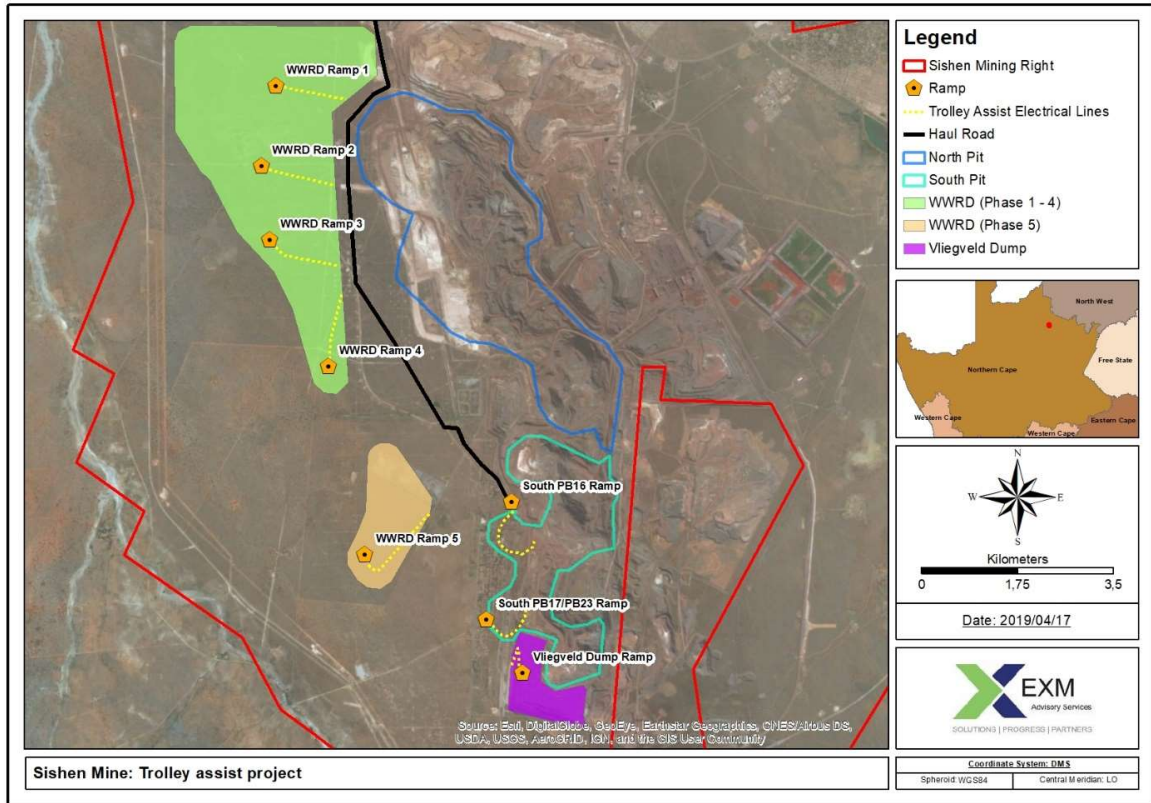 WWRD Ramp 1
WWRD Ramp 2
WWRD Ramp 3
WWRD Ramp 4
South PB16 Ramp
WWRD Ramp 5
South PB17/PB23 Ramp
Vliegveld Dump Ramp
Source: Esri, DigitalGlobe, GeoEye, Earthstar Geographics, CNES/Airbus DS,
USDA, USGS, AeroGRID, IGN, and the GIS User Community
Sishen Mine: Trolley assist project
Legend
Sishen Mining Right
Ramp
Trolley Assist Electrical Lines
Haul Road
North Pit
South Pit
WWRD (Phase 1 - 4)
WWRD (Phase 5)
Vliegveld Dump
North West
Free State
Northern Cape
Western Cape
Eastern Cape
Western Cape
N
W
E
S
Kilometers
0 1,75 3,5
Date: 2019/04/17
EXM
Advisory Services
SOLUTIONS | PROGRESS | PARTNERS
Coordinate System: DMS
Spheroid: WGS84 Central Meridian: LO